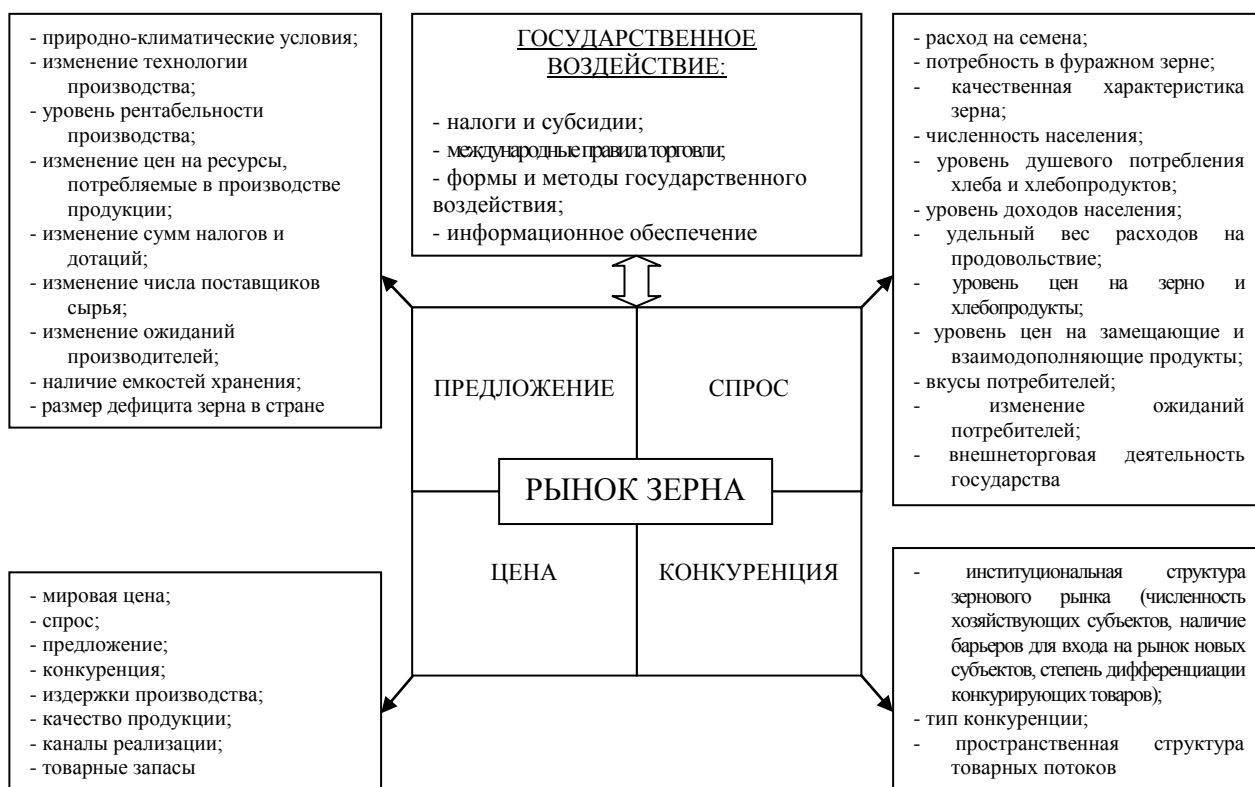 - природно-климатические условия;
- изменение технологии
производства;
- уровень рентабельности
производства;
- изменение цен на ресурсы,
потребляемые в производстве
продукции;
- изменение сумм налогов и
дотаций;
- изменение числа поставщиков
сырья;
- изменение ожиданий
производителей;
- наличие емкостей хранения;
- размер дефицита зерна в стране
ГОСУДАРСТВЕННОЕ
ВОЗДЕЙСТВИЕ:
- налоги и субсидии;
- международные правила торговли;
- формы и методы государственного
воздействия;
- информационное обеспечение
- расход на семена;
- потребность в фуражном зерне;
- качественная характеристика
зерна;
- численность населения;
- уровень душевого потребления
хлеба и хлебопродуктов;
- уровень доходов населения;
- удельный вес расходов на
продовольствие;
- уровень цен на зерно и
хлебопродукты;
- уровень цен на замещающие и
взаимодополняющие продукты;
- вкусы потребителей;
- изменение ожиданий
потребителей;
- внешнеторговая деятельность
государства
ПРЕДЛОЖЕНИЕ
СПРОС
РЫНОК ЗЕРНА
ЦЕНА
КОНКУРЕНЦИЯ
- мировая цена;
- спрос;
- предложение;
- конкуренция;
- издержки производства;
- качество продукции;
- каналы реализации;
- товарные запасы
- институциональная структура
зернового рынка (численность
хозяйствующих субъектов, наличие
барьеров для входа на рынок новых
субъектов, степень дифференциации
конкурирующих товаров);
- тип конкуренции;
- пространственная структура
товарных потоков